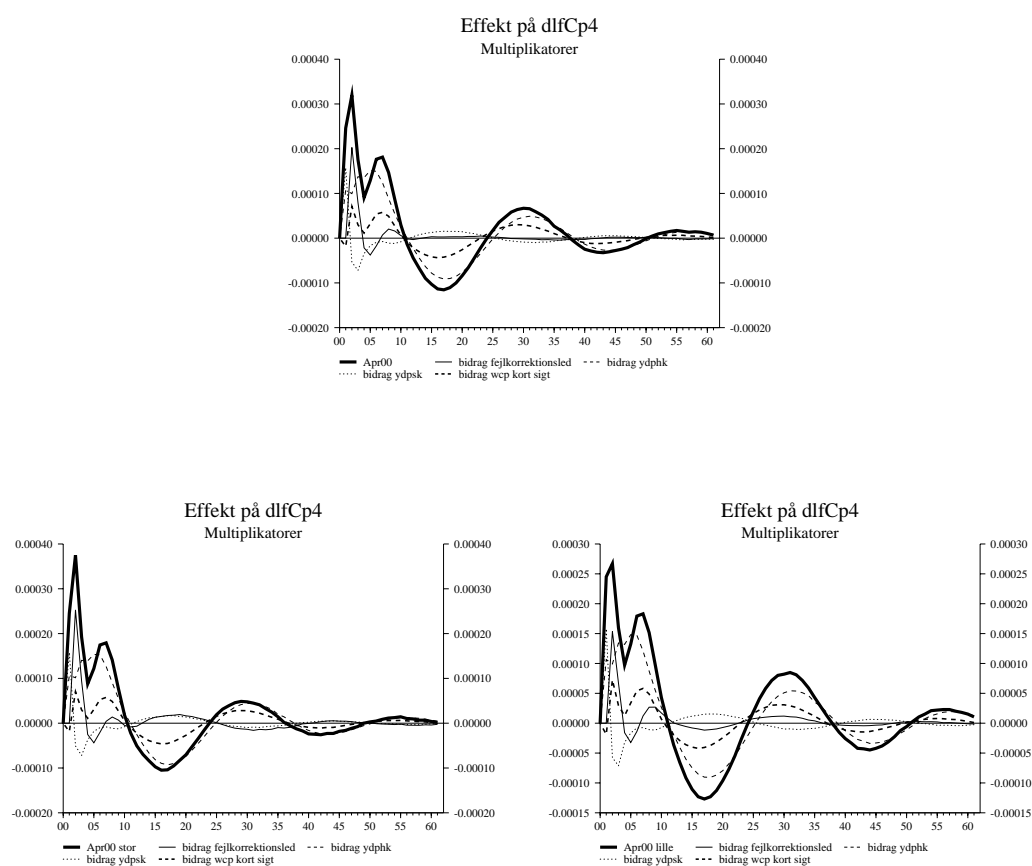 Effekt på dlfCp4
Multiplikatorer
0.00040 0.00040
0.00030 0.00030
0.00020 0.00020
0.00010 0.00010
0.00000 0.00000
-0.00010 -0.00010
-0.00020 -0.00020
00 05 10 15 20 25 30 35 40 45 50 55 60
Apr00 bidrag fejlkorrektionsled bidrag ydphk
bidrag ydpsk bidrag wcp kort sigt
Effekt på dlfCp4
Multiplikatorer
0.00040 0.00040
0.00030 0.00030
0.00020 0.00020
0.00010 0.00010
0.00000 0.00000
-0.00010 -0.00010
-0.00020 -0.00020
00 05 10 15 20 25 30 35 40 45 50 55 60
Apr00 stor bidrag fejlkorrektionsled bidrag ydphk
bidrag ydpsk bidrag wcp kort sigt
Effekt på dlfCp4
Multiplikatorer
0.00030 0.00030
0.00025 0.00025
0.00020 0.00020
0.00015 0.00015
0.00010 0.00010
0.00005 0.00005
0.00000 0.00000
-0.00005 -0.00005
-0.00010 -0.00010
-0.00015 -0.00015
00 05 10 15 20 25 30 35 40 45 50 55 60
Apr00 lille bidrag fejlkorrektionsled bidrag ydphk
bidrag ydpsk bidrag wcp kort sigt